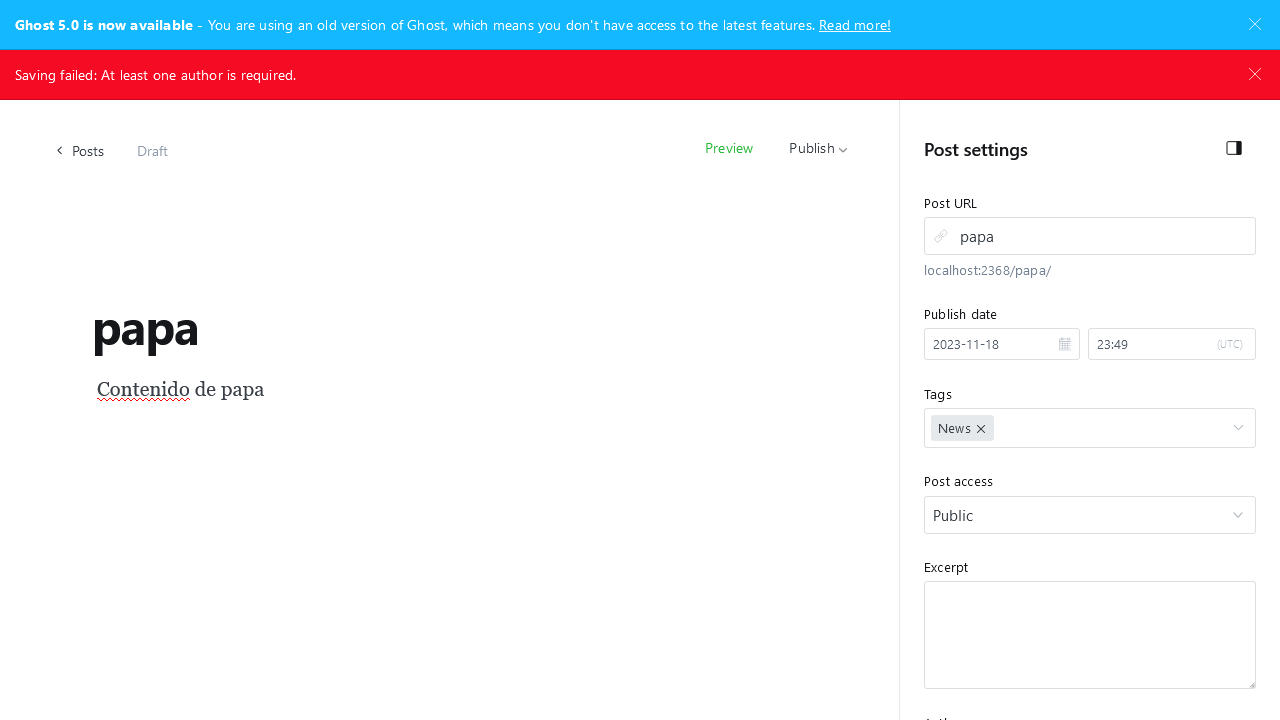 Ghost 5.0 is now available - You are using an old version of Ghost, which means you don't have access to the latest features. Read more!
Saving failed: At least one author is required.
Posts
Draft
Preview
Publish
papa
Contenido de papa
Post settings
Post URL
papa
localhost:2368/papa/
Publish date
2023-11-18
23:49
(UTC)
Tags
News
Post access
Public
Excerpt